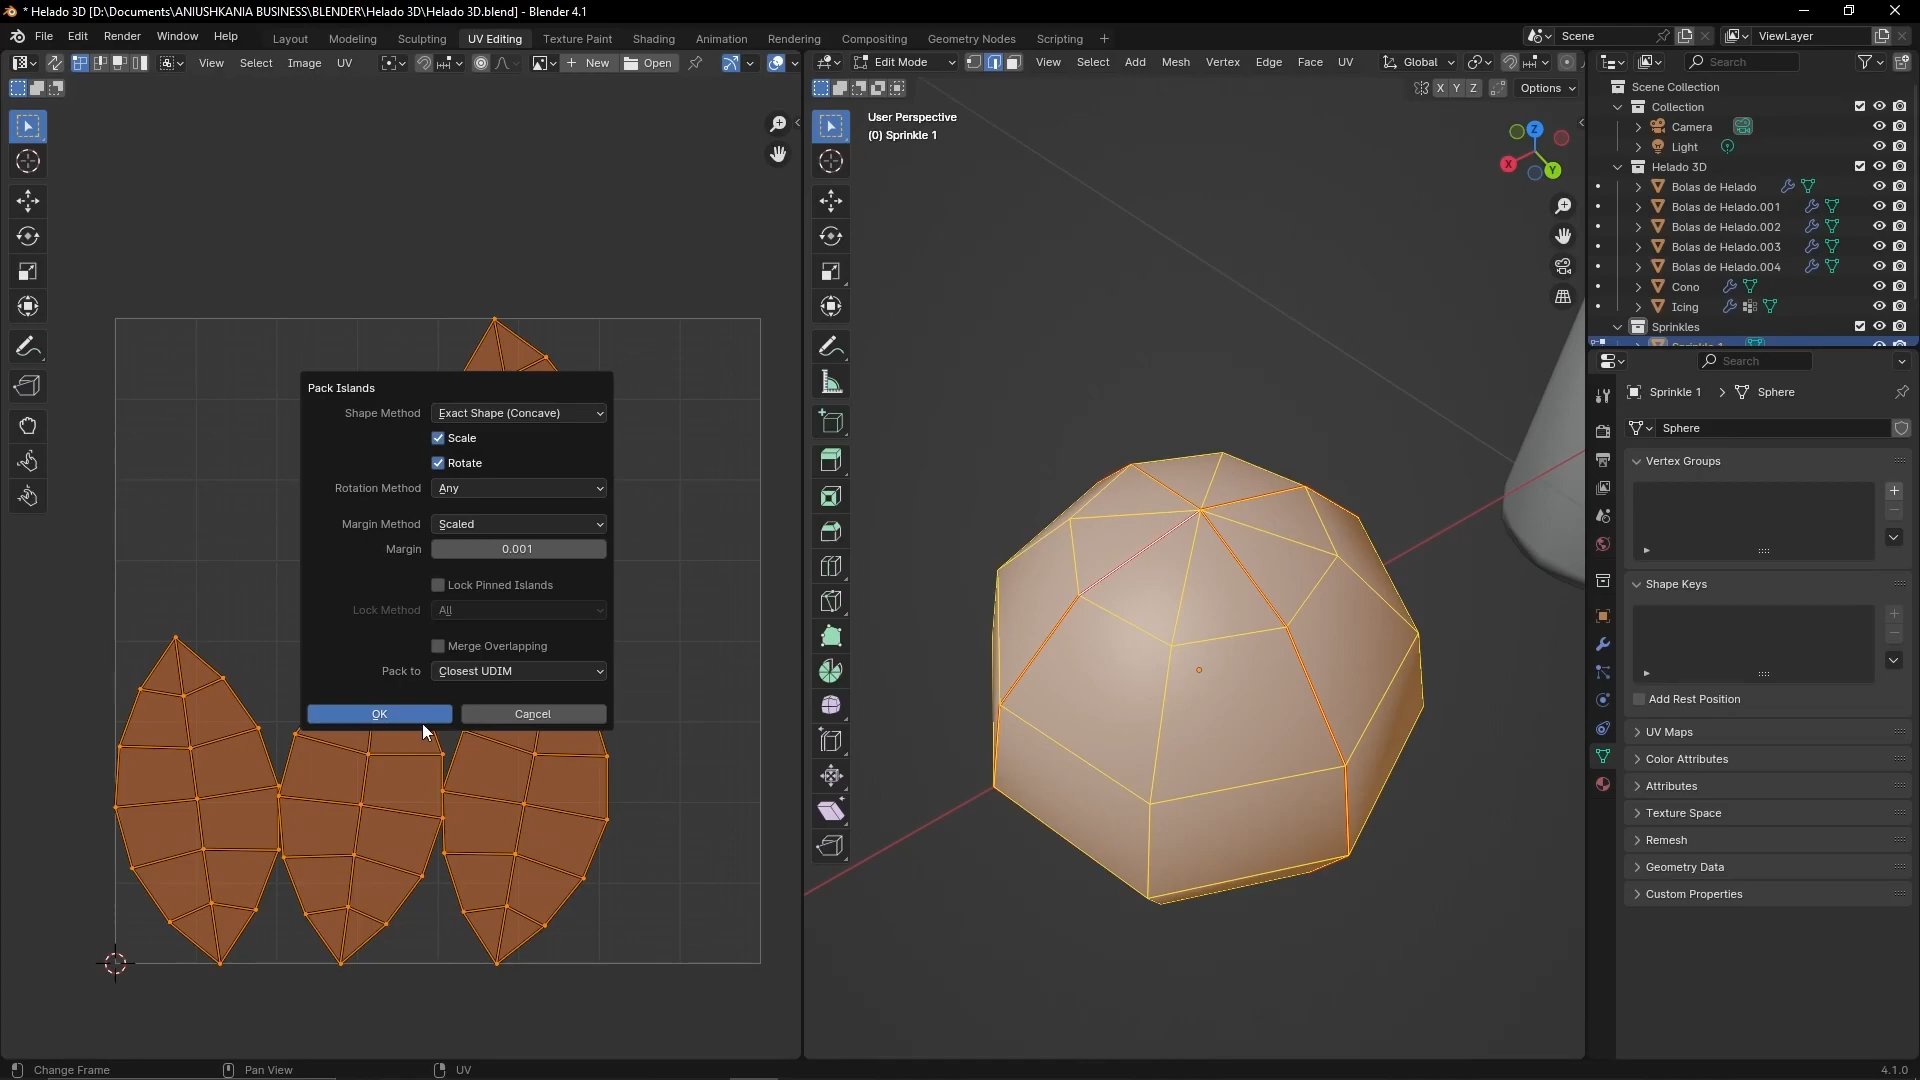 * Helado 3D [D:\Documents\ANIUSHKANIA BUSINESS\BLENDER\Helado 3D\Helado 3D.blend] - Blender 4.1
File Edit Render Window Help
Layout Modeling Sculpting UV Editing Texture Paint Shading Animation Rendering Compositing Geometry Nodes Scripting +
Scene
ViewLayer
View Select Image UV
New
Open
Edit Mode
View Select Add Mesh Vertex Edge Face UV
Global
Search
X Y Z
Options
User Perspective
(0) Sprinkle 1
Z
X
Y
Scene Collection
Collection
Camera
Light
Helado 3D
Bolas de Helado
Bolas de Helado.001
Bolas de Helado.002
Bolas de Helado.003
Bolas de Helado.004
Cono
Icing
Sprinkles
Sprinkle 1
Search
Sprinkle 1 > Sphere
Sphere
Vertex Groups
Shape Keys
Add Rest Position
UV Maps
Color Attributes
Attributes
Texture Space
Remesh
Geometry Data
Custom Properties
Pack Islands
Shape Method Exact Shape (Concave)
Scale
Rotate
Rotation Method Any
Margin Method Scaled
Margin 0.001
Lock Pinned Islands
Lock Method All
Merge Overlapping
Pack to Closest UDIM
OK Cancel
Change Frame Pan View UV 4.1.0